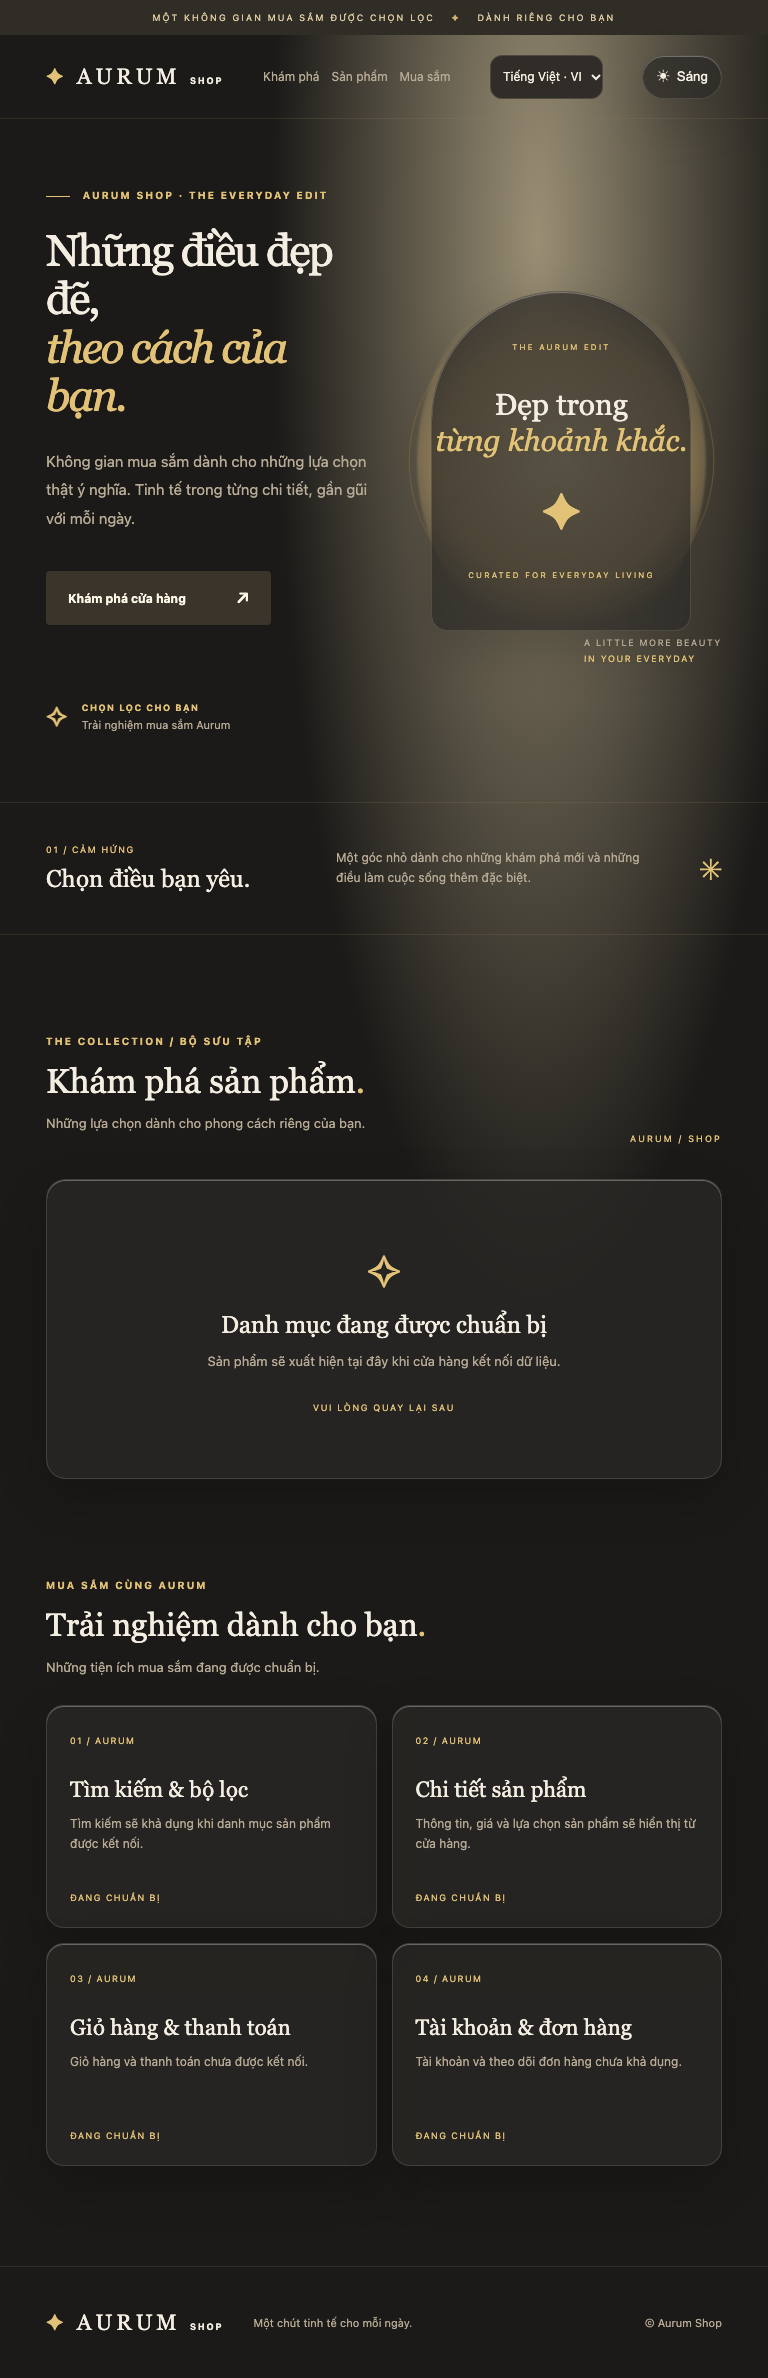 MỘT KHÔNG GIAN MUA SẮM ĐƯỢC CHỌN LỌC ✦ DÀNH RIÊNG CHO BẠN
AURUM SHOP
Khám phá Sản phẩm Mua sắm
Tiếng Việt · VI
Sáng
AURUM SHOP · THE EVERYDAY EDIT
Những điều đẹp
đẽ,
theo cách của
bạn.
Không gian mua sắm dành cho những lựa chọn
thật ý nghĩa. Tinh tế trong từng chi tiết, gần gũi
với mỗi ngày.
Khám phá cửa hàng
CHỌN LỌC CHO BẠN
Trải nghiệm mua sắm Aurum
THE AURUM EDIT
Đẹp trong
từng khoảnh khắc.
CURATED FOR EVERYDAY LIVING
A LITTLE MORE BEAUTY
IN YOUR EVERYDAY
01 / CẢM HỨNG
Chọn điều bạn yêu.
Một góc nhỏ dành cho những khám phá mới và những
điều làm cuộc sống thêm đặc biệt.
THE COLLECTION / BỘ SƯU TẬP
Khám phá sản phẩm.
Những lựa chọn dành cho phong cách riêng của bạn.
AURUM / SHOP
Danh mục đang được chuẩn bị
Sản phẩm sẽ xuất hiện tại đây khi cửa hàng kết nối dữ liệu.
VUI LÒNG QUAY LẠI SAU
MUA SẮM CÙNG AURUM
Trải nghiệm dành cho bạn.
Những tiện ích mua sắm đang được chuẩn bị.
01 / AURUM
Tìm kiếm & bộ lọc
Tìm kiếm sẽ khả dụng khi danh mục sản phẩm
được kết nối.
ĐANG CHUẨN BỊ
02 / AURUM
Chi tiết sản phẩm
Thông tin, giá và lựa chọn sản phẩm sẽ hiển thị từ
cửa hàng.
ĐANG CHUẨN BỊ
03 / AURUM
Giỏ hàng & thanh toán
Giỏ hàng và thanh toán chưa được kết nối.
ĐANG CHUẨN BỊ
04 / AURUM
Tài khoản & đơn hàng
Tài khoản và theo dõi đơn hàng chưa khả dụng.
ĐANG CHUẨN BỊ
AURUM SHOP
Một chút tinh tế cho mỗi ngày.
© Aurum Shop